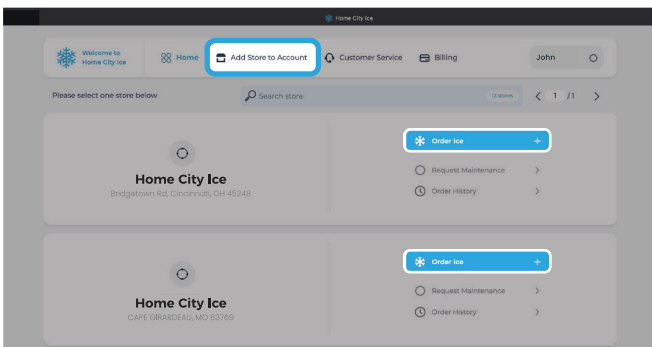 Home City Ice
Welcome to
Home City Ice
Home
Add Store to Account
Customer Service
Billing
John
Please select one store below
Search store
stores
1 /1
Order Ice
Home City Ice
Bridgetown Rd, Cincinnati, OH 45248
Request Maintenance
Order History
Order Ice
Home City Ice
CAPE GIRARDEAU, MO 63769
Request Maintenance
Order History